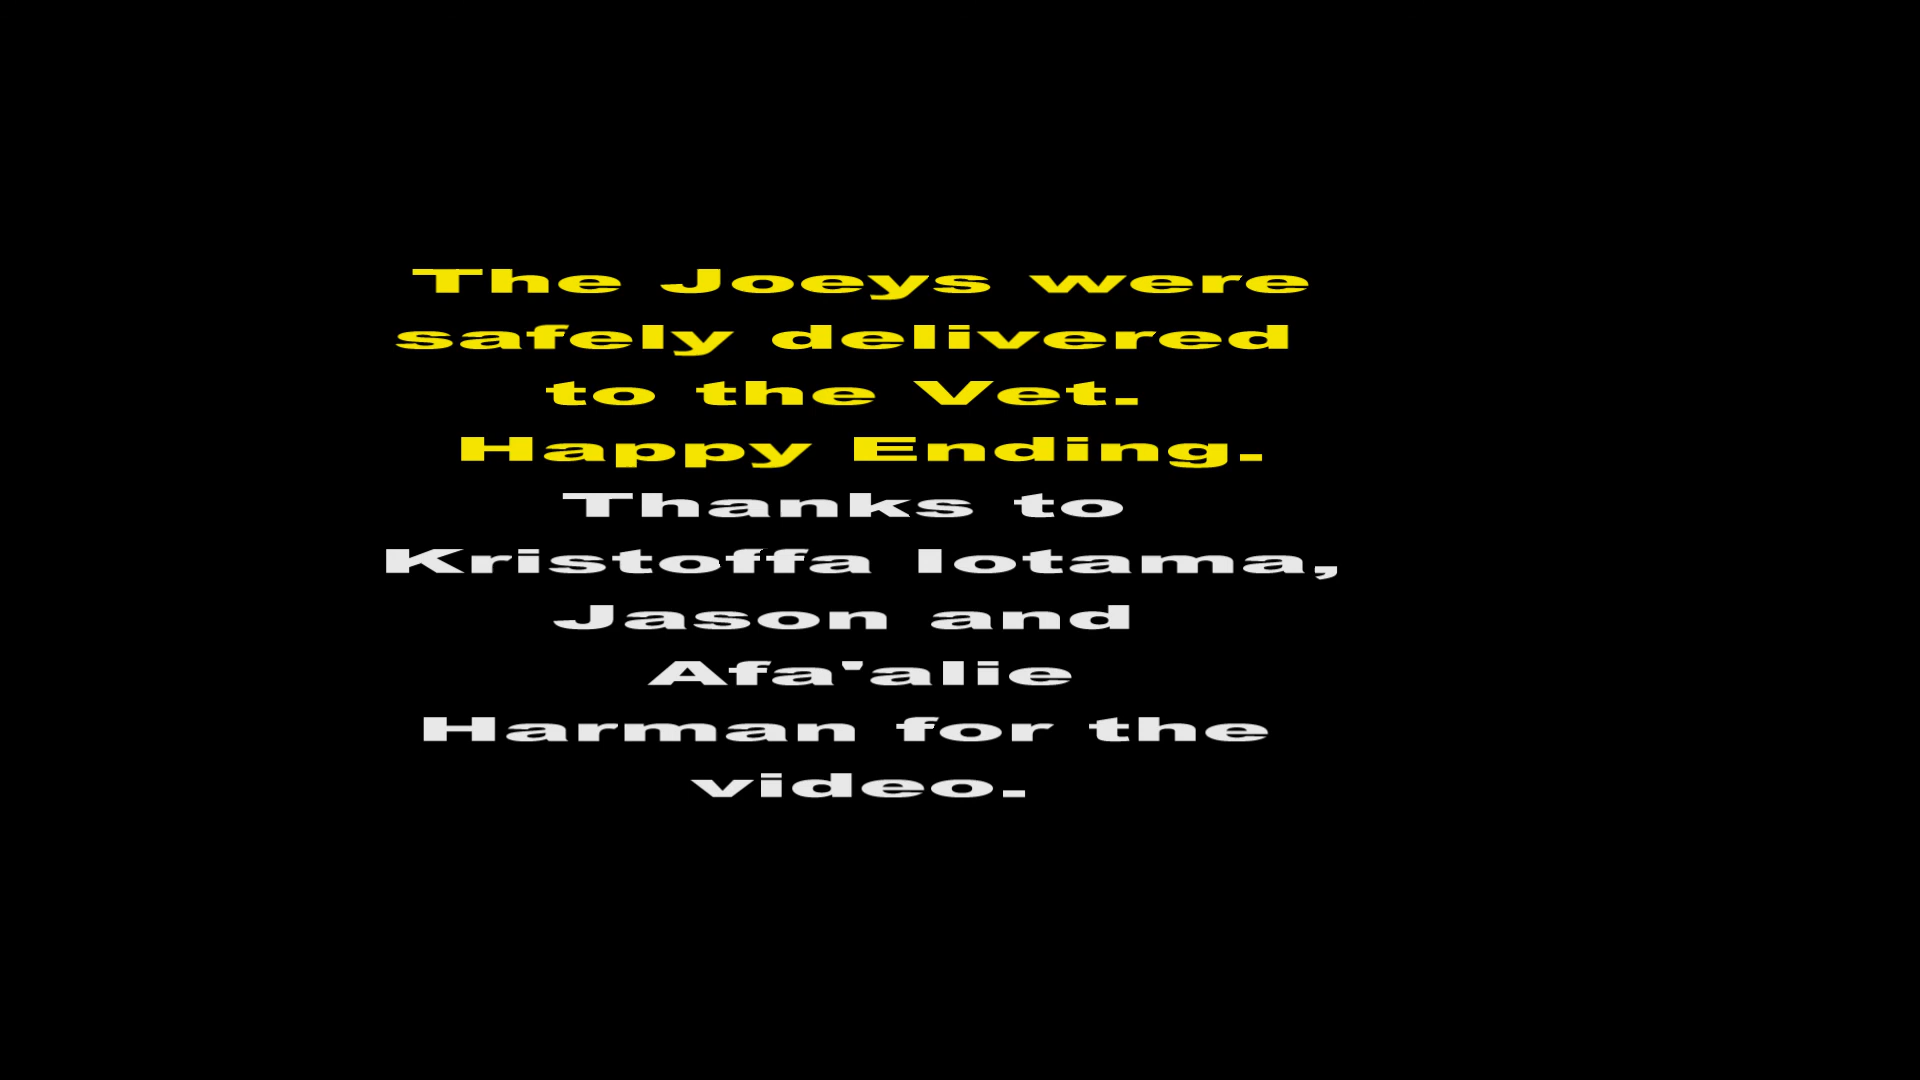 The Joeys were
safely delivered
to the Vet.
Happy Ending.
Thanks to
Kristoffa Iotama,
Jason and
Afa'alie
Harman for the
video.